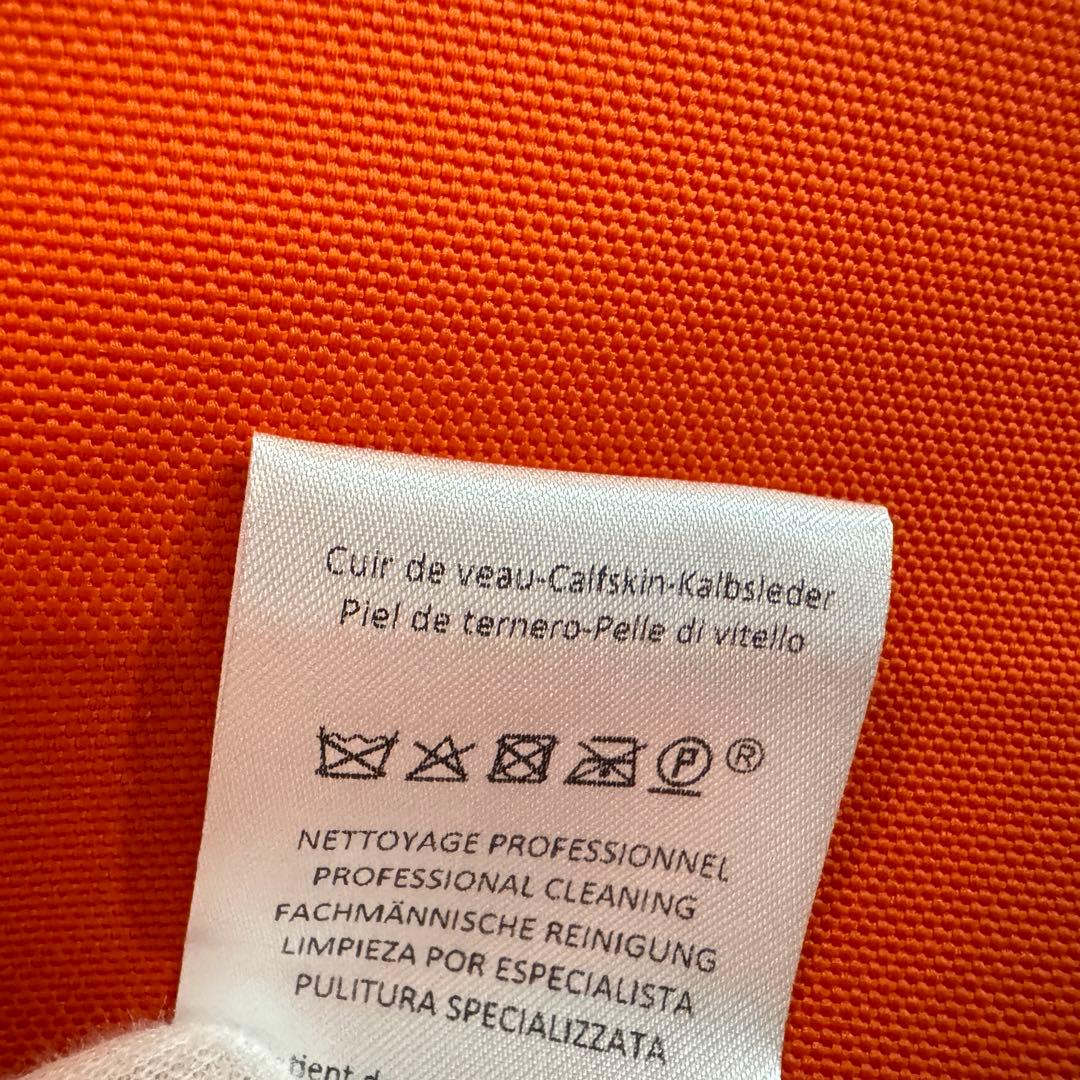 Cuir de veau-Calfskin-Kalbsleder
Piel de ternero-Pelle di vitello
P ®
NETTOYAGE PROFESSIONNEL
PROFESSIONAL CLEANING
FACHMÄNNISCHE REINIGUNG
LIMPIEZA POR ESPECIALISTA
PULITURA SPECIALIZZATA